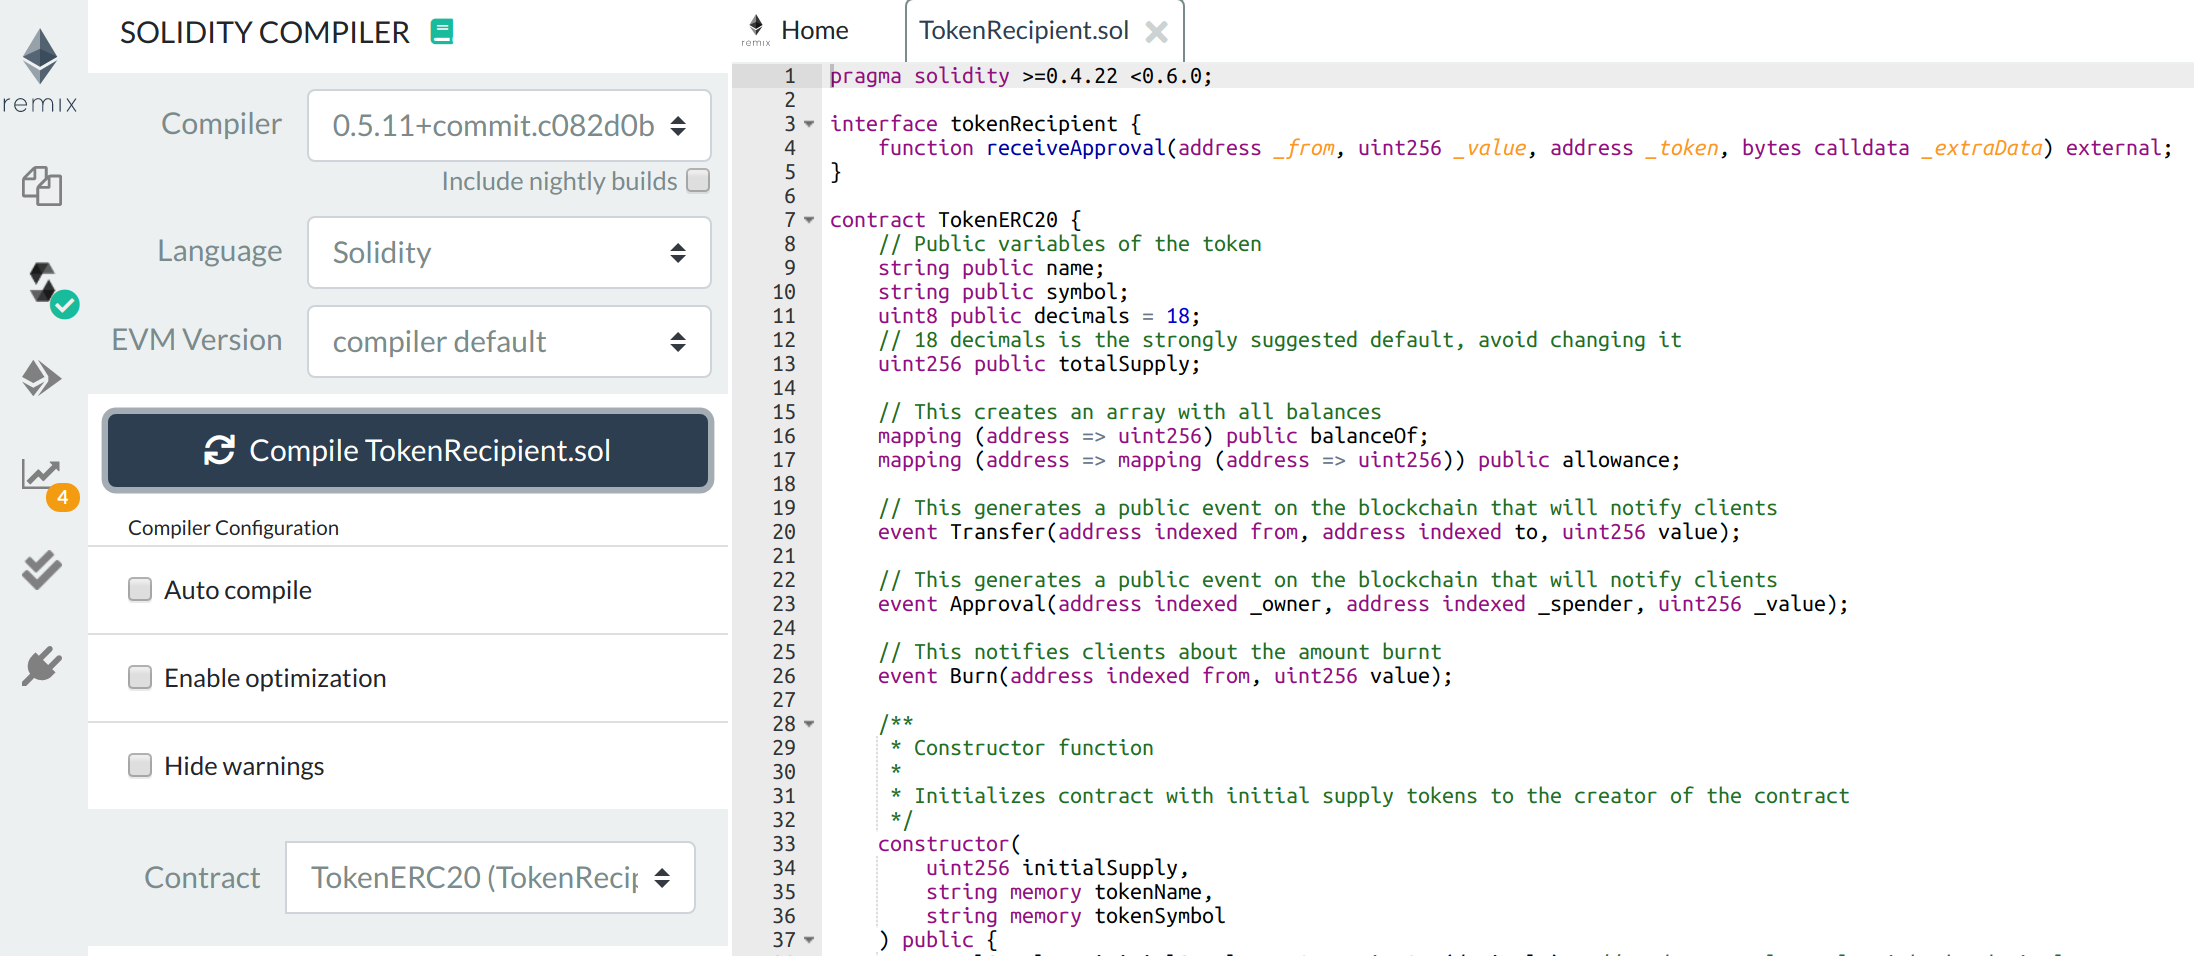 remix
4
SOLIDITY COMPILER
Compiler
0.5.11+commit.c082d0b
Include nightly builds
Language
Solidity
EVM Version
compiler default
Compile TokenRecipient.sol
Compiler Configuration
Auto compile
Enable optimization
Hide warnings
Contract
TokenERC20 (TokenRecip
remix
Home
TokenRecipient.sol
1 pragma solidity >=0.4.22 <0.6.0;
2
3 interface tokenRecipient {
4     function receiveApproval(address _from, uint256 _value, address _token, bytes calldata _extraData) external;
5 }
6
7 contract TokenERC20 {
8     // Public variables of the token
9     string public name;
10     string public symbol;
11     uint8 public decimals = 18;
12     // 18 decimals is the strongly suggested default, avoid changing it
13     uint256 public totalSupply;
14
15     // This creates an array with all balances
16     mapping (address => uint256) public balanceOf;
17     mapping (address => mapping (address => uint256)) public allowance;
18
19     // This generates a public event on the blockchain that will notify clients
20     event Transfer(address indexed from, address indexed to, uint256 value);
21
22     // This generates a public event on the blockchain that will notify clients
23     event Approval(address indexed _owner, address indexed _spender, uint256 _value);
24
25     // This notifies clients about the amount burnt
26     event Burn(address indexed from, uint256 value);
27
28     /**
29      * Constructor function
30      *
31      * Initializes contract with initial supply tokens to the creator of the contract
32      */
33     constructor(
34         uint256 initialSupply,
35         string memory tokenName,
36         string memory tokenSymbol
37     ) public {